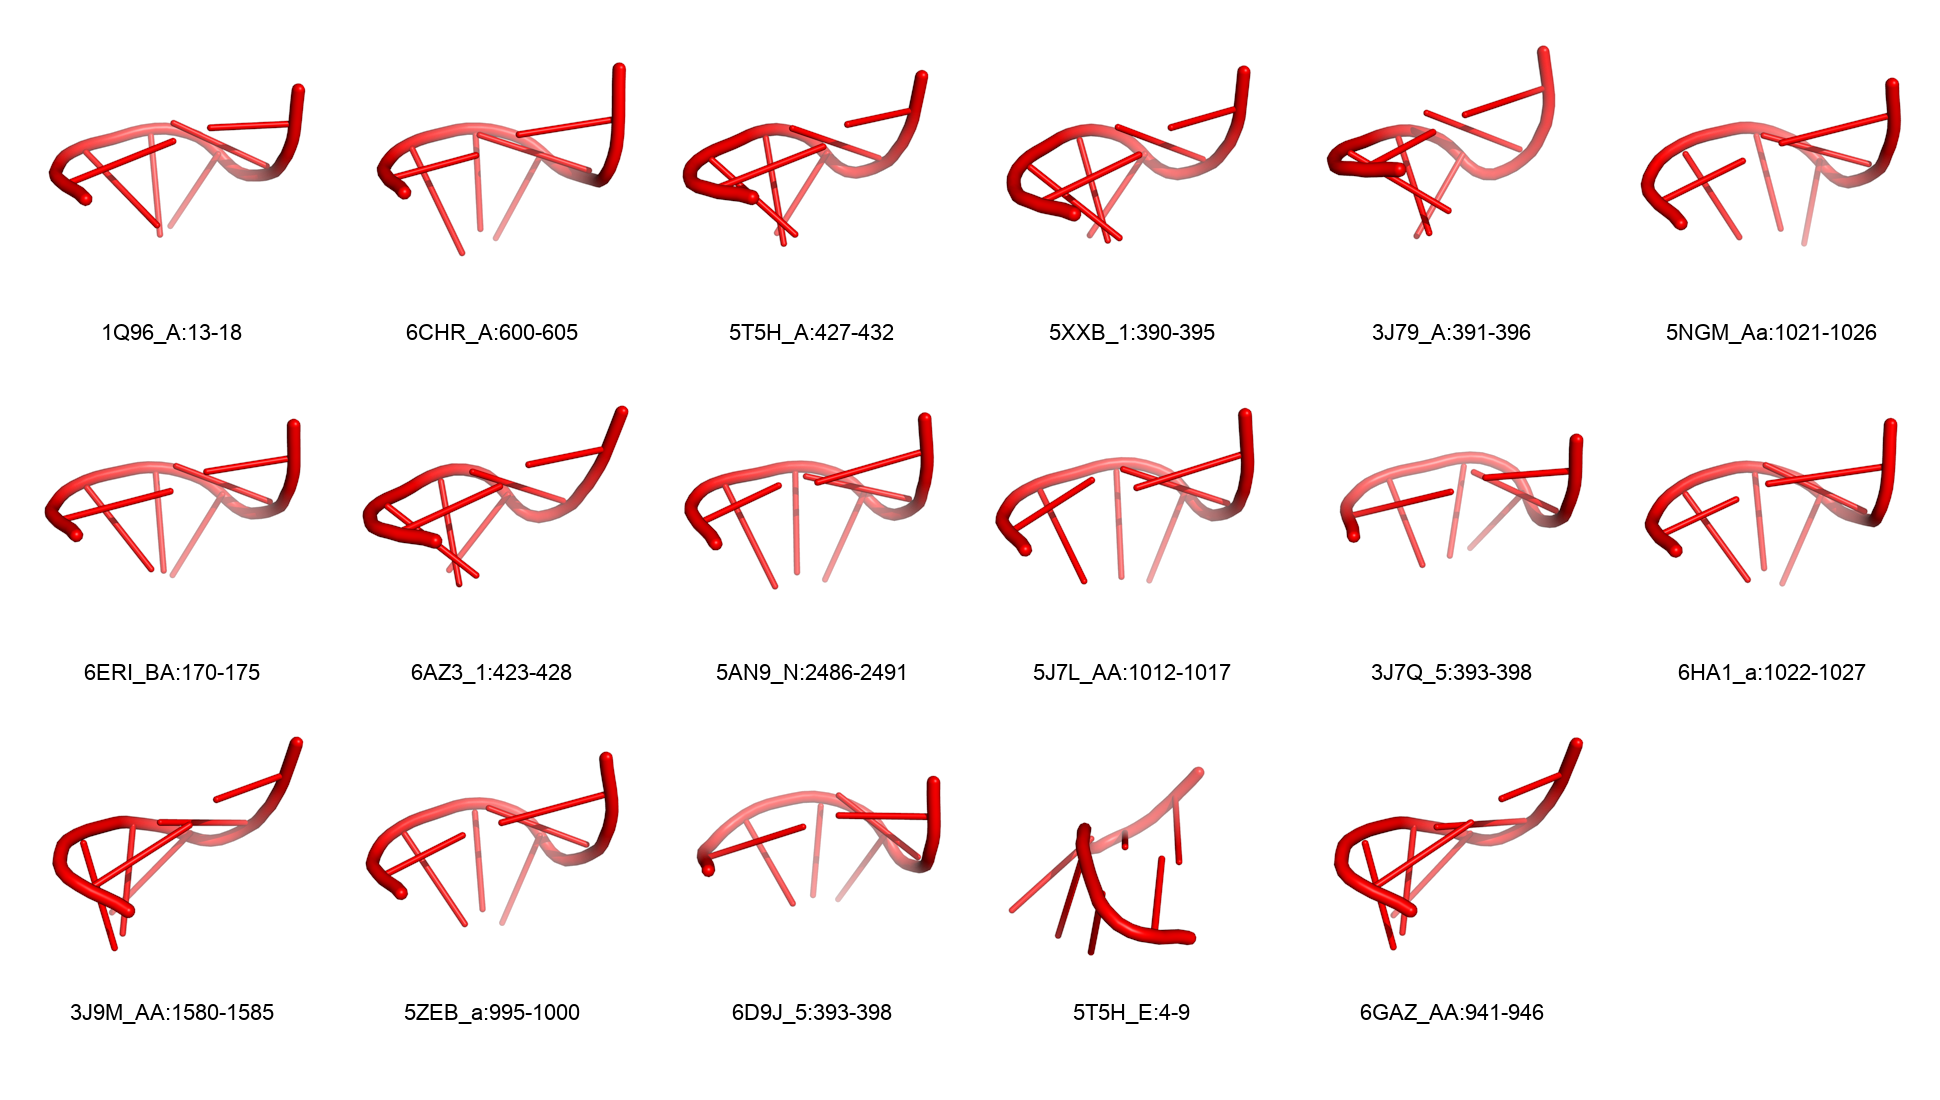 1Q96_A:13-18
6CHR_A:600-605
5T5H_A:427-432
5XXB_1:390-395
3J79_A:391-396
5NGM_Aa:1021-1026
6ERI_BA:170-175
6AZ3_1:423-428
5AN9_N:2486-2491
5J7L_AA:1012-1017
3J7Q_5:393-398
6HA1_a:1022-1027
3J9M_AA:1580-1585
5ZEB_a:995-1000
6D9J_5:393-398
5T5H_E:4-9
6GAZ_AA:941-946